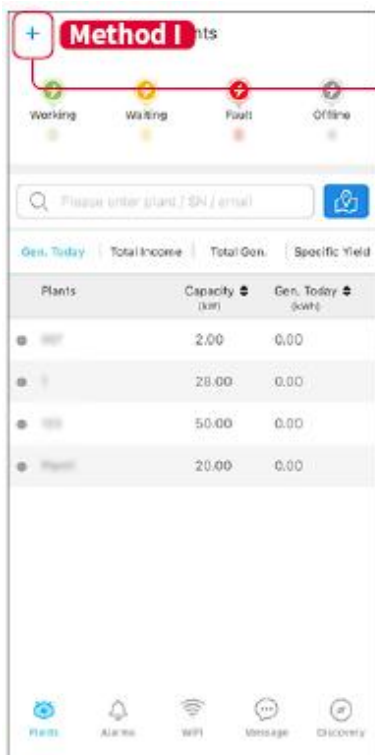 + Method I nts
Working Waiting Fault Offline
Please enter plant / SN / email
Gen. Today Total Income Total Gen. Specific Yield
Plants Capacity Gen. Today
(kW) (kWh)
2.00 0.00
28.00 0.00
50.00 0.00
20.00 0.00
Plants Alarms WiFi Message Discovery